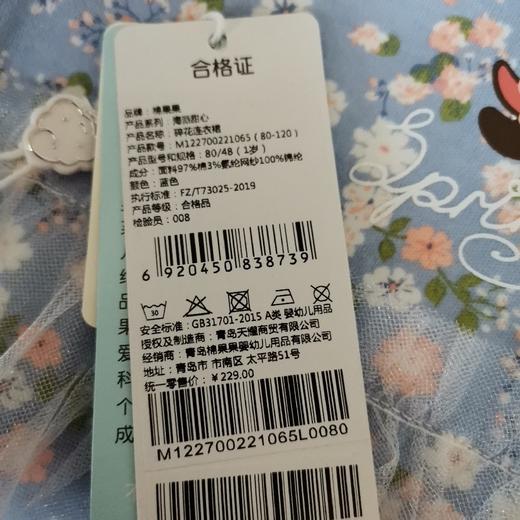 合格证
品牌：棉果果
产品系列：海派甜心
产品名称：碎花连衣裙
产品款号：M122700221065 (80-120)
产品型号和规格：80/48 (1岁)
成分：面料97%棉3%氨纶网纱100%锦纶
颜色：蓝色
执行标准：FZ/T73025-2019
产品等级：合格品
检验员：008
6 920450 838739
30
安全标准：GB31701-2015 A类 婴幼儿用品
授权及制造商：青岛天耀商贸有限公司
经销商：青岛棉果果婴幼儿用品有限公司
地址：青岛市 市南区 太平路51号
统一零售价：￥229.00
M122700221065L0080
品
果
爱
科
个
成